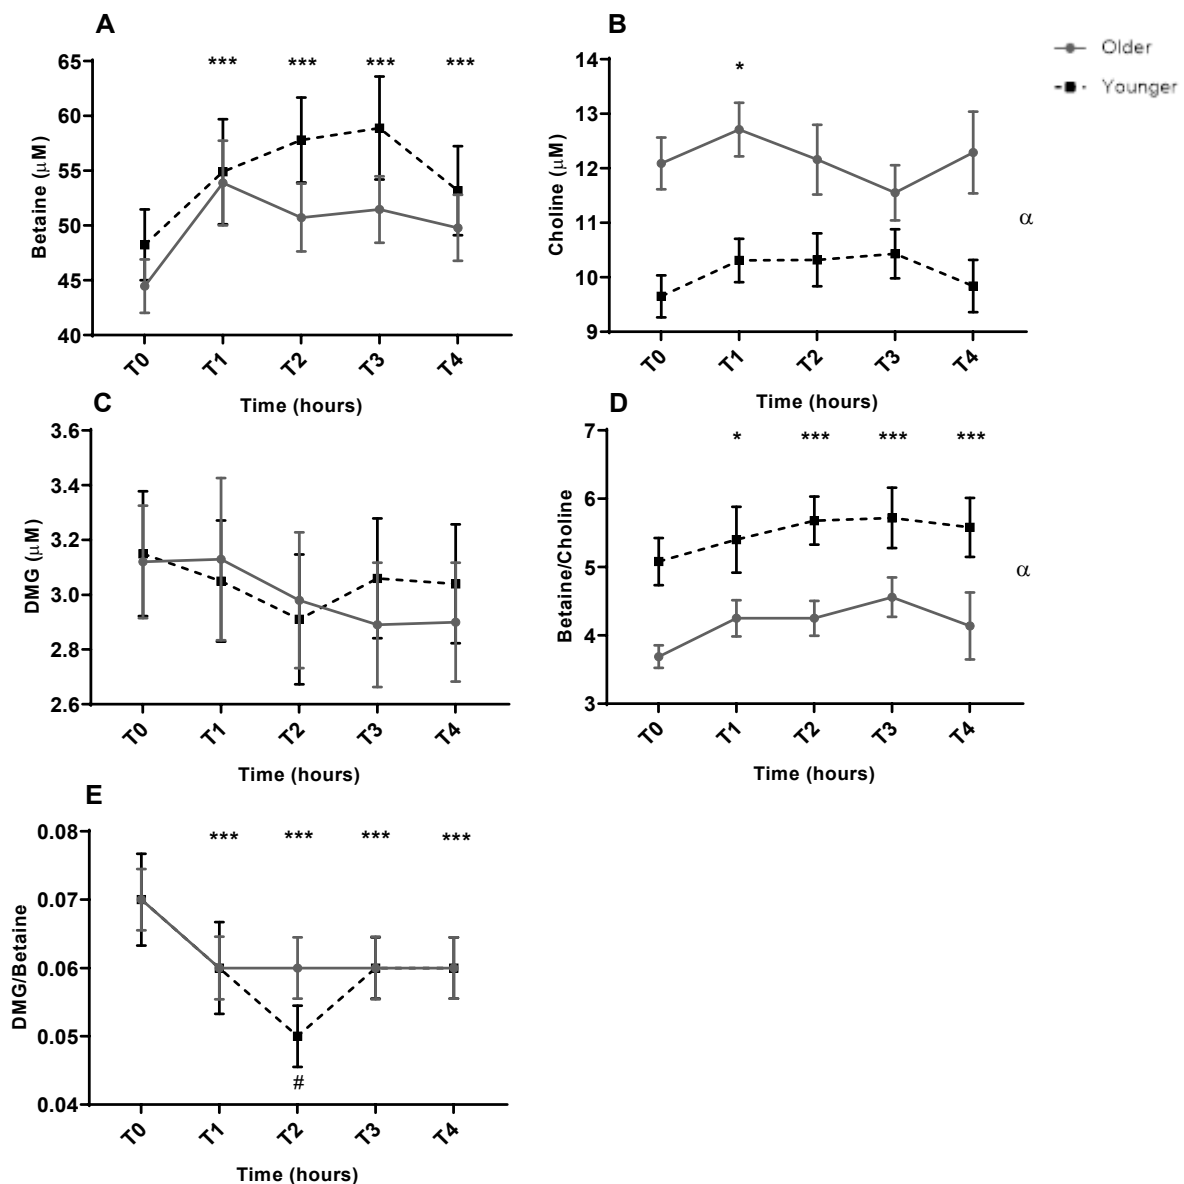 A
65
60
55
50
45
40
Betaine (μM)
*** *** *** ***
T0 T1 T2 T3 T4
Time (hours)
B
14
13
12
11
10
9
Choline (μM)
*
α
T0 T1 T2 T3 T4
Time (hours)
Older
Younger
C
3.6
3.4
3.2
3.0
2.8
2.6
DMG (μM)
T0 T1 T2 T3 T4
Time (hours)
D
7
6
5
4
3
Betaine/Choline
* *** *** ***
α
T0 T1 T2 T3 T4
Time (hours)
E
0.08
0.07
0.06
0.05
0.04
DMG/Betaine
*** *** *** ***
#
T0 T1 T2 T3 T4
Time (hours)